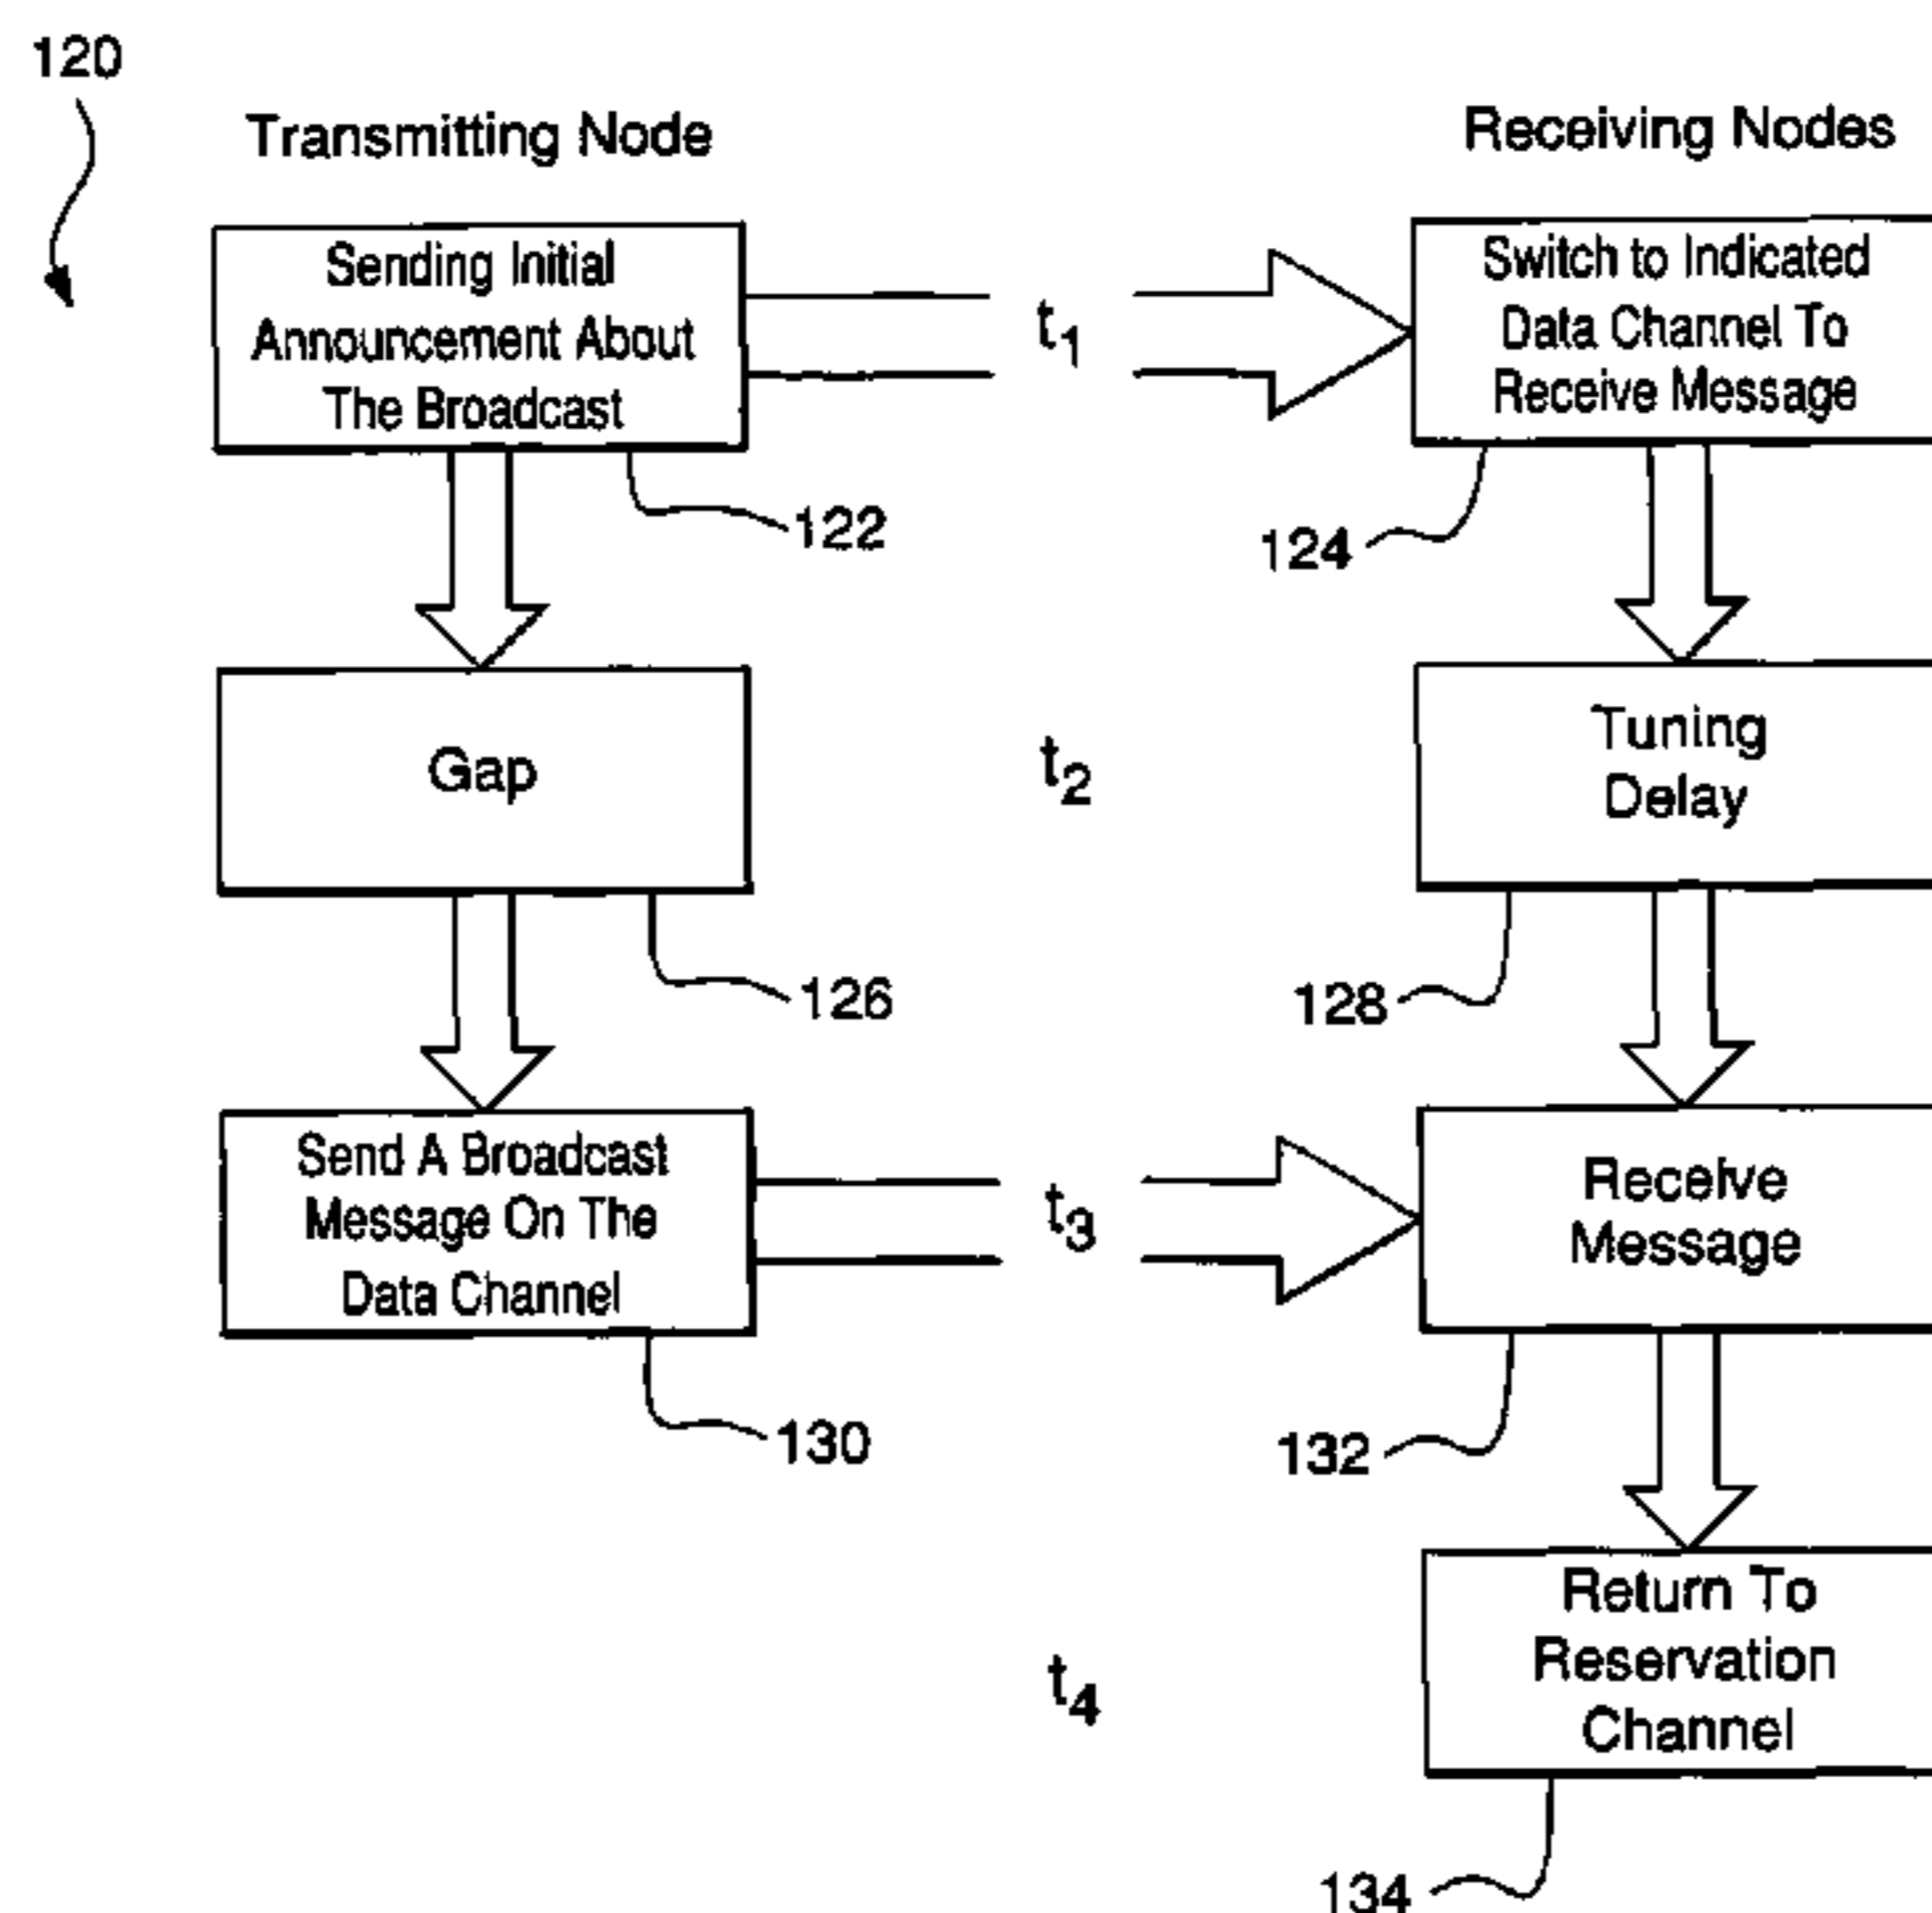 120
Transmitting Node
Receiving Nodes
Sending Initial
Announcement About
The Broadcast
t1
Switch to Indicated
Data Channel To
Receive Message
122
124
Gap
t2
Tuning
Delay
126
128
Send A Broadcast
Message On The
Data Channel
t3
Receive
Message
130
132
t4
Return To
Reservation
Channel
134